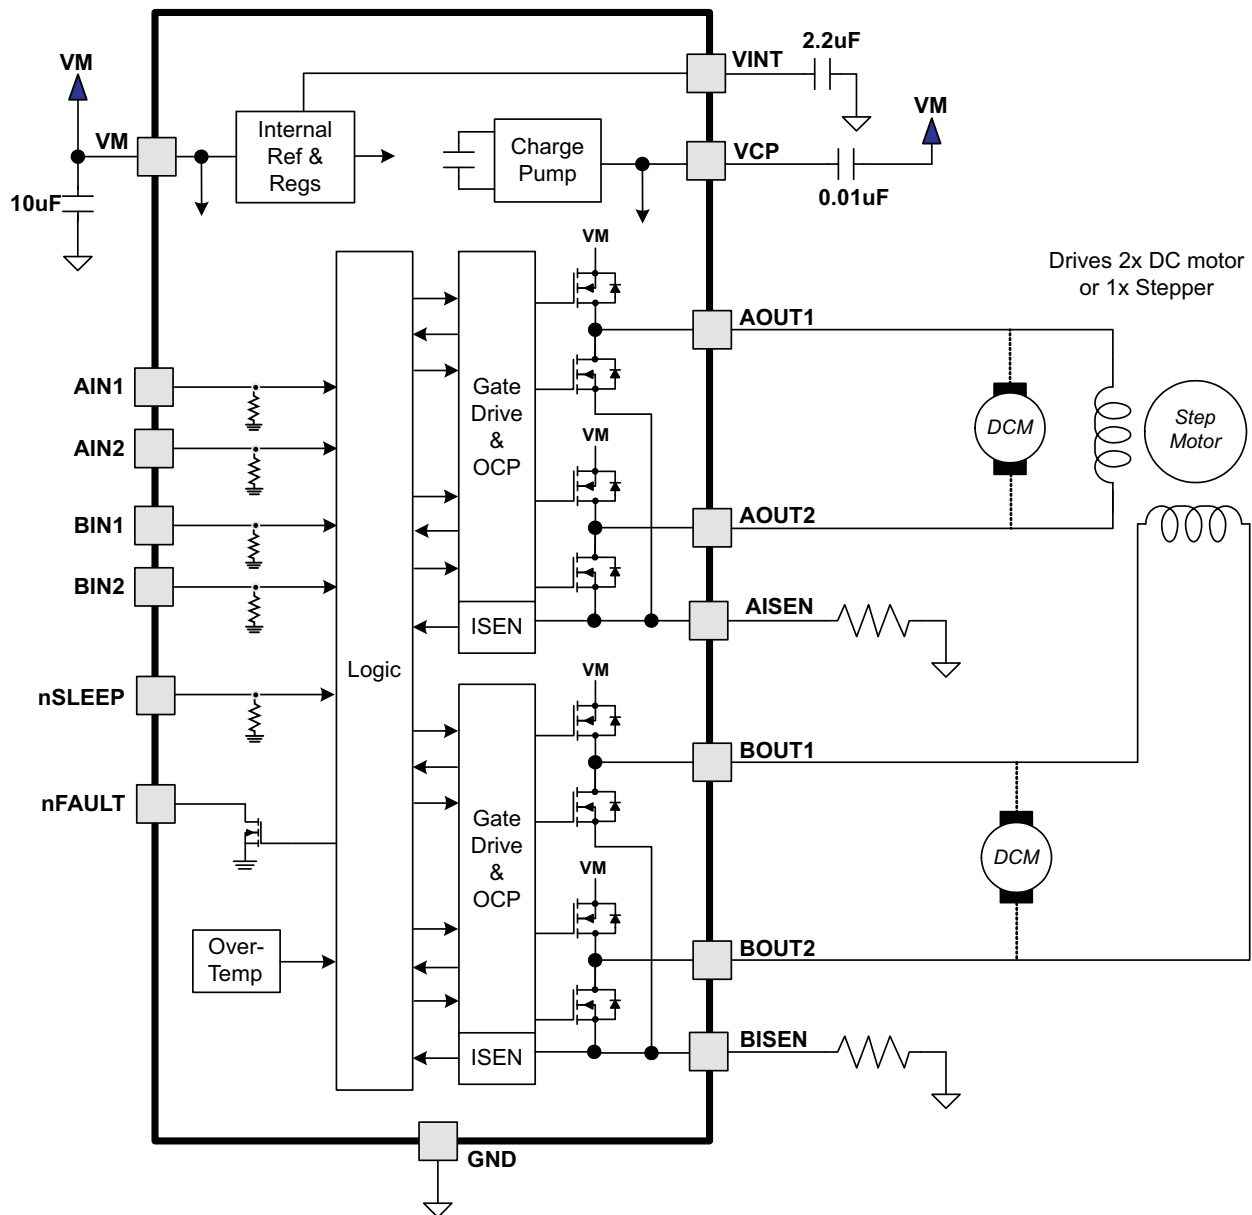 2.2uF
VINT
VM
VM
VM
Internal
Ref &
Regs
Charge
Pump
VCP
10uF
0.01uF
VM
Drives 2x DC motor
or 1x Stepper
AOUT1
AIN1
Gate
Drive
&
OCP
DCM
Step
Motor
VM
AIN2
BIN1
AOUT2
BIN2
ISEN
AISEN
Logic
VM
nSLEEP
BOUT1
nFAULT
Gate
Drive
&
OCP
DCM
VM
Over-
Temp
BOUT2
ISEN
BISEN
GND